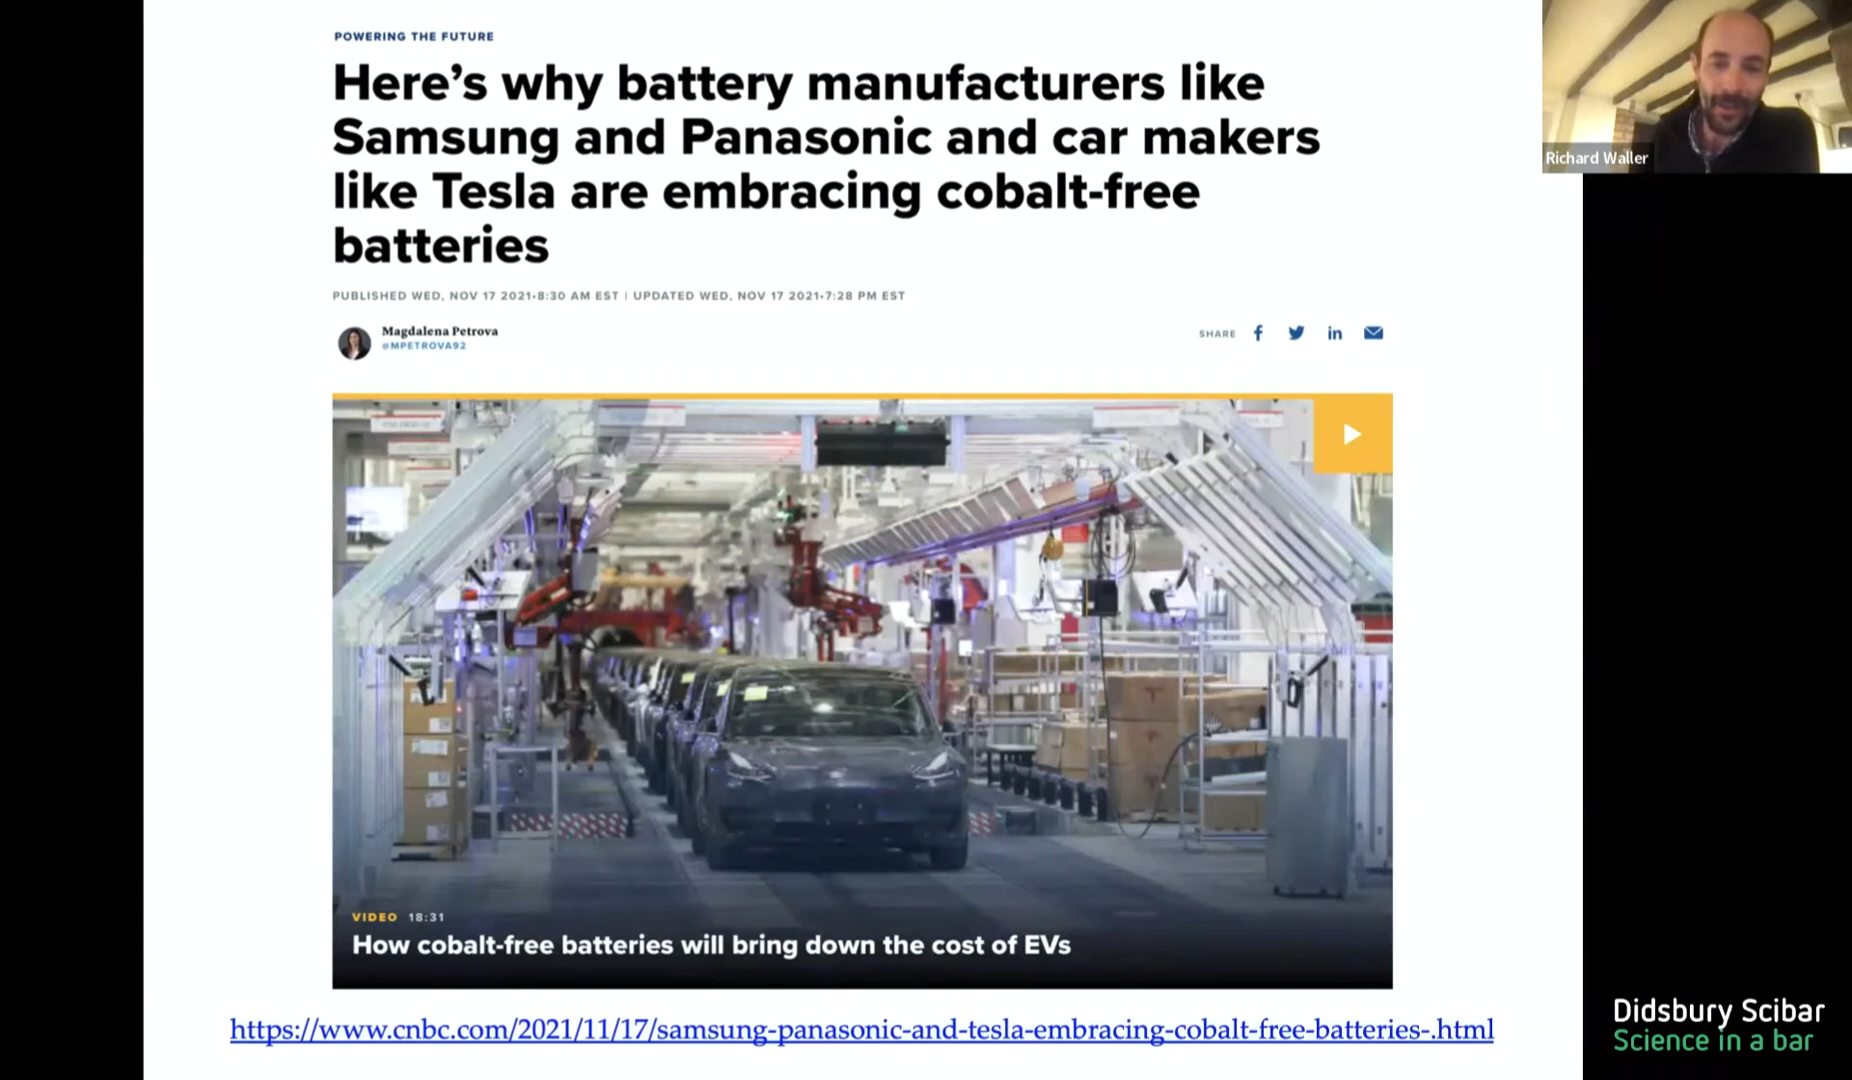 POWERING THE FUTURE
Here's why battery manufacturers like
Samsung and Panasonic and car makers
like Tesla are embracing cobalt-free
batteries
PUBLISHED WED, NOV 17 2021•8:30 AM EST | UPDATED WED, NOV 17 2021•7:28 PM EST
Magdalena Petrova
@MPETROVA92
SHARE
VIDEO 18:31
How cobalt-free batteries will bring down the cost of EVs
https://www.cnbc.com/2021/11/17/samsung-panasonic-and-tesla-embracing-cobalt-free-batteries-.html
Richard Waller
Didsbury Scibar
Science in a bar